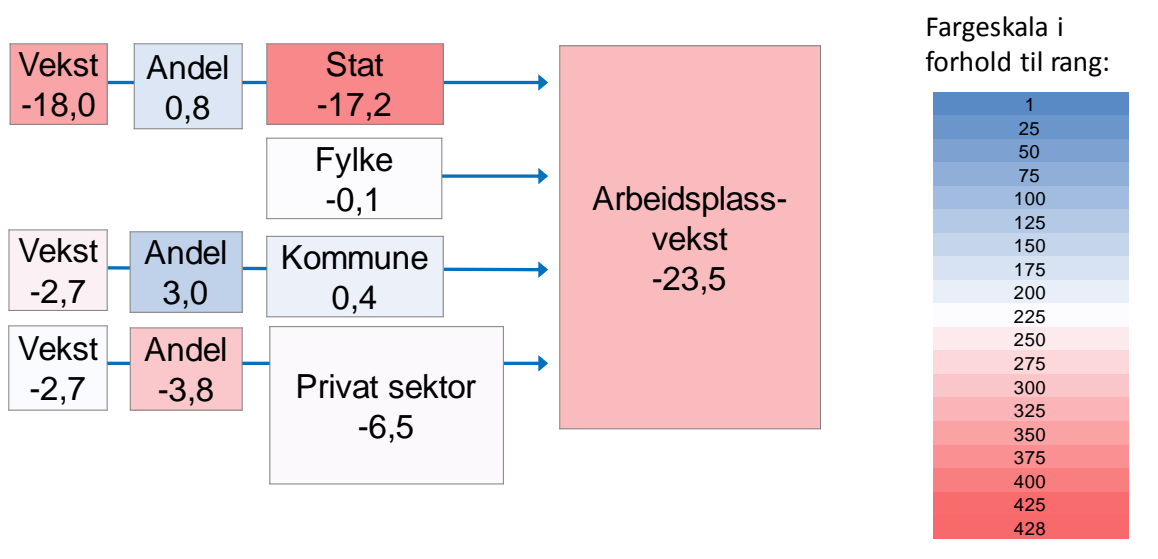 Vekst
-18,0
Andel
0,8
Stat
-17,2
Fylke
-0,1
Vekst
-2,7
Andel
3,0
Kommune
0,4
Vekst
-2,7
Andel
-3,8
Privat sektor
-6,5
Arbeidsplass-
vekst
-23,5
Fargeskala i
forhold til rang:
1
25
50
75
100
125
150
175
200
225
250
275
300
325
350
375
400
425
428